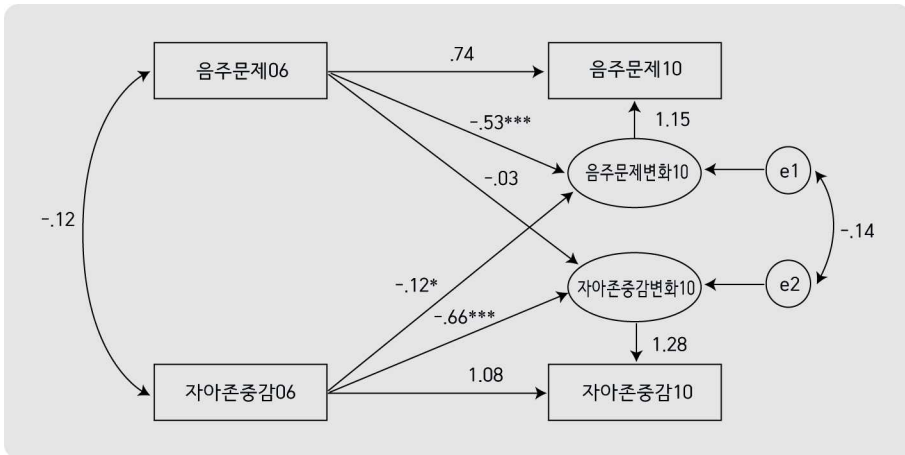 음주문제06
.74
음주문제10
-.53***
1.15
-.03
음주문제변화10
e1
-.12
-.14
-.12*
자아존중감변화10
e2
-.66***
1.28
자아존중감06
1.08
자아존중감10